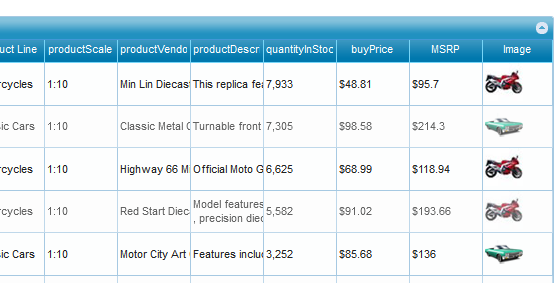 uct Line productScale productVendo productDescr quantityInStoc buyPrice MSRP Image
rcycles 1:10 Min Lin Diecas This replica fea 7,933 $48.81 $95.7
ic Cars 1:10 Classic Metal C Turnable front 7,305 $98.58 $214.3
rcycles 1:10 Highway 66 M Official Moto G 6,625 $68.99 $118.94
rcycles 1:10 Red Start Diec Model features , precision died 5,582 $91.02 $193.66
ic Cars 1:10 Motor City Art Features inclu 3,252 $85.68 $136